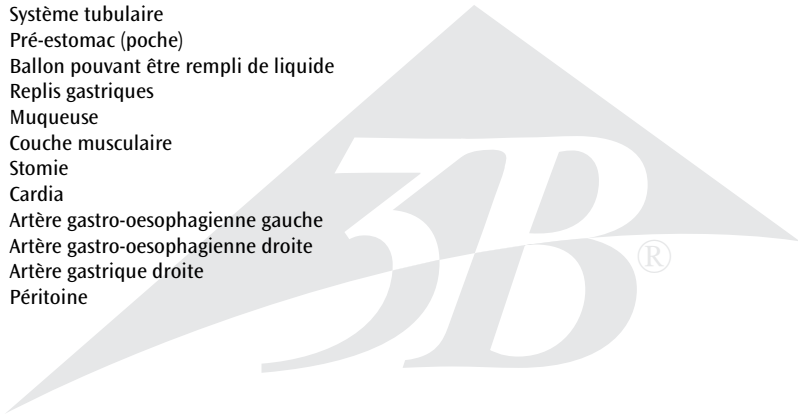 Système tubulaire
Pré-estomac (poche)
Ballon pouvant être rempli de liquide
Replis gastriques
Muqueuse
Couche musculaire
Stomie
Cardia
Artère gastro-oesophagienne gauche
Artère gastro-oesophagienne droite
Artère gastrique droite
Péritoine
3B®